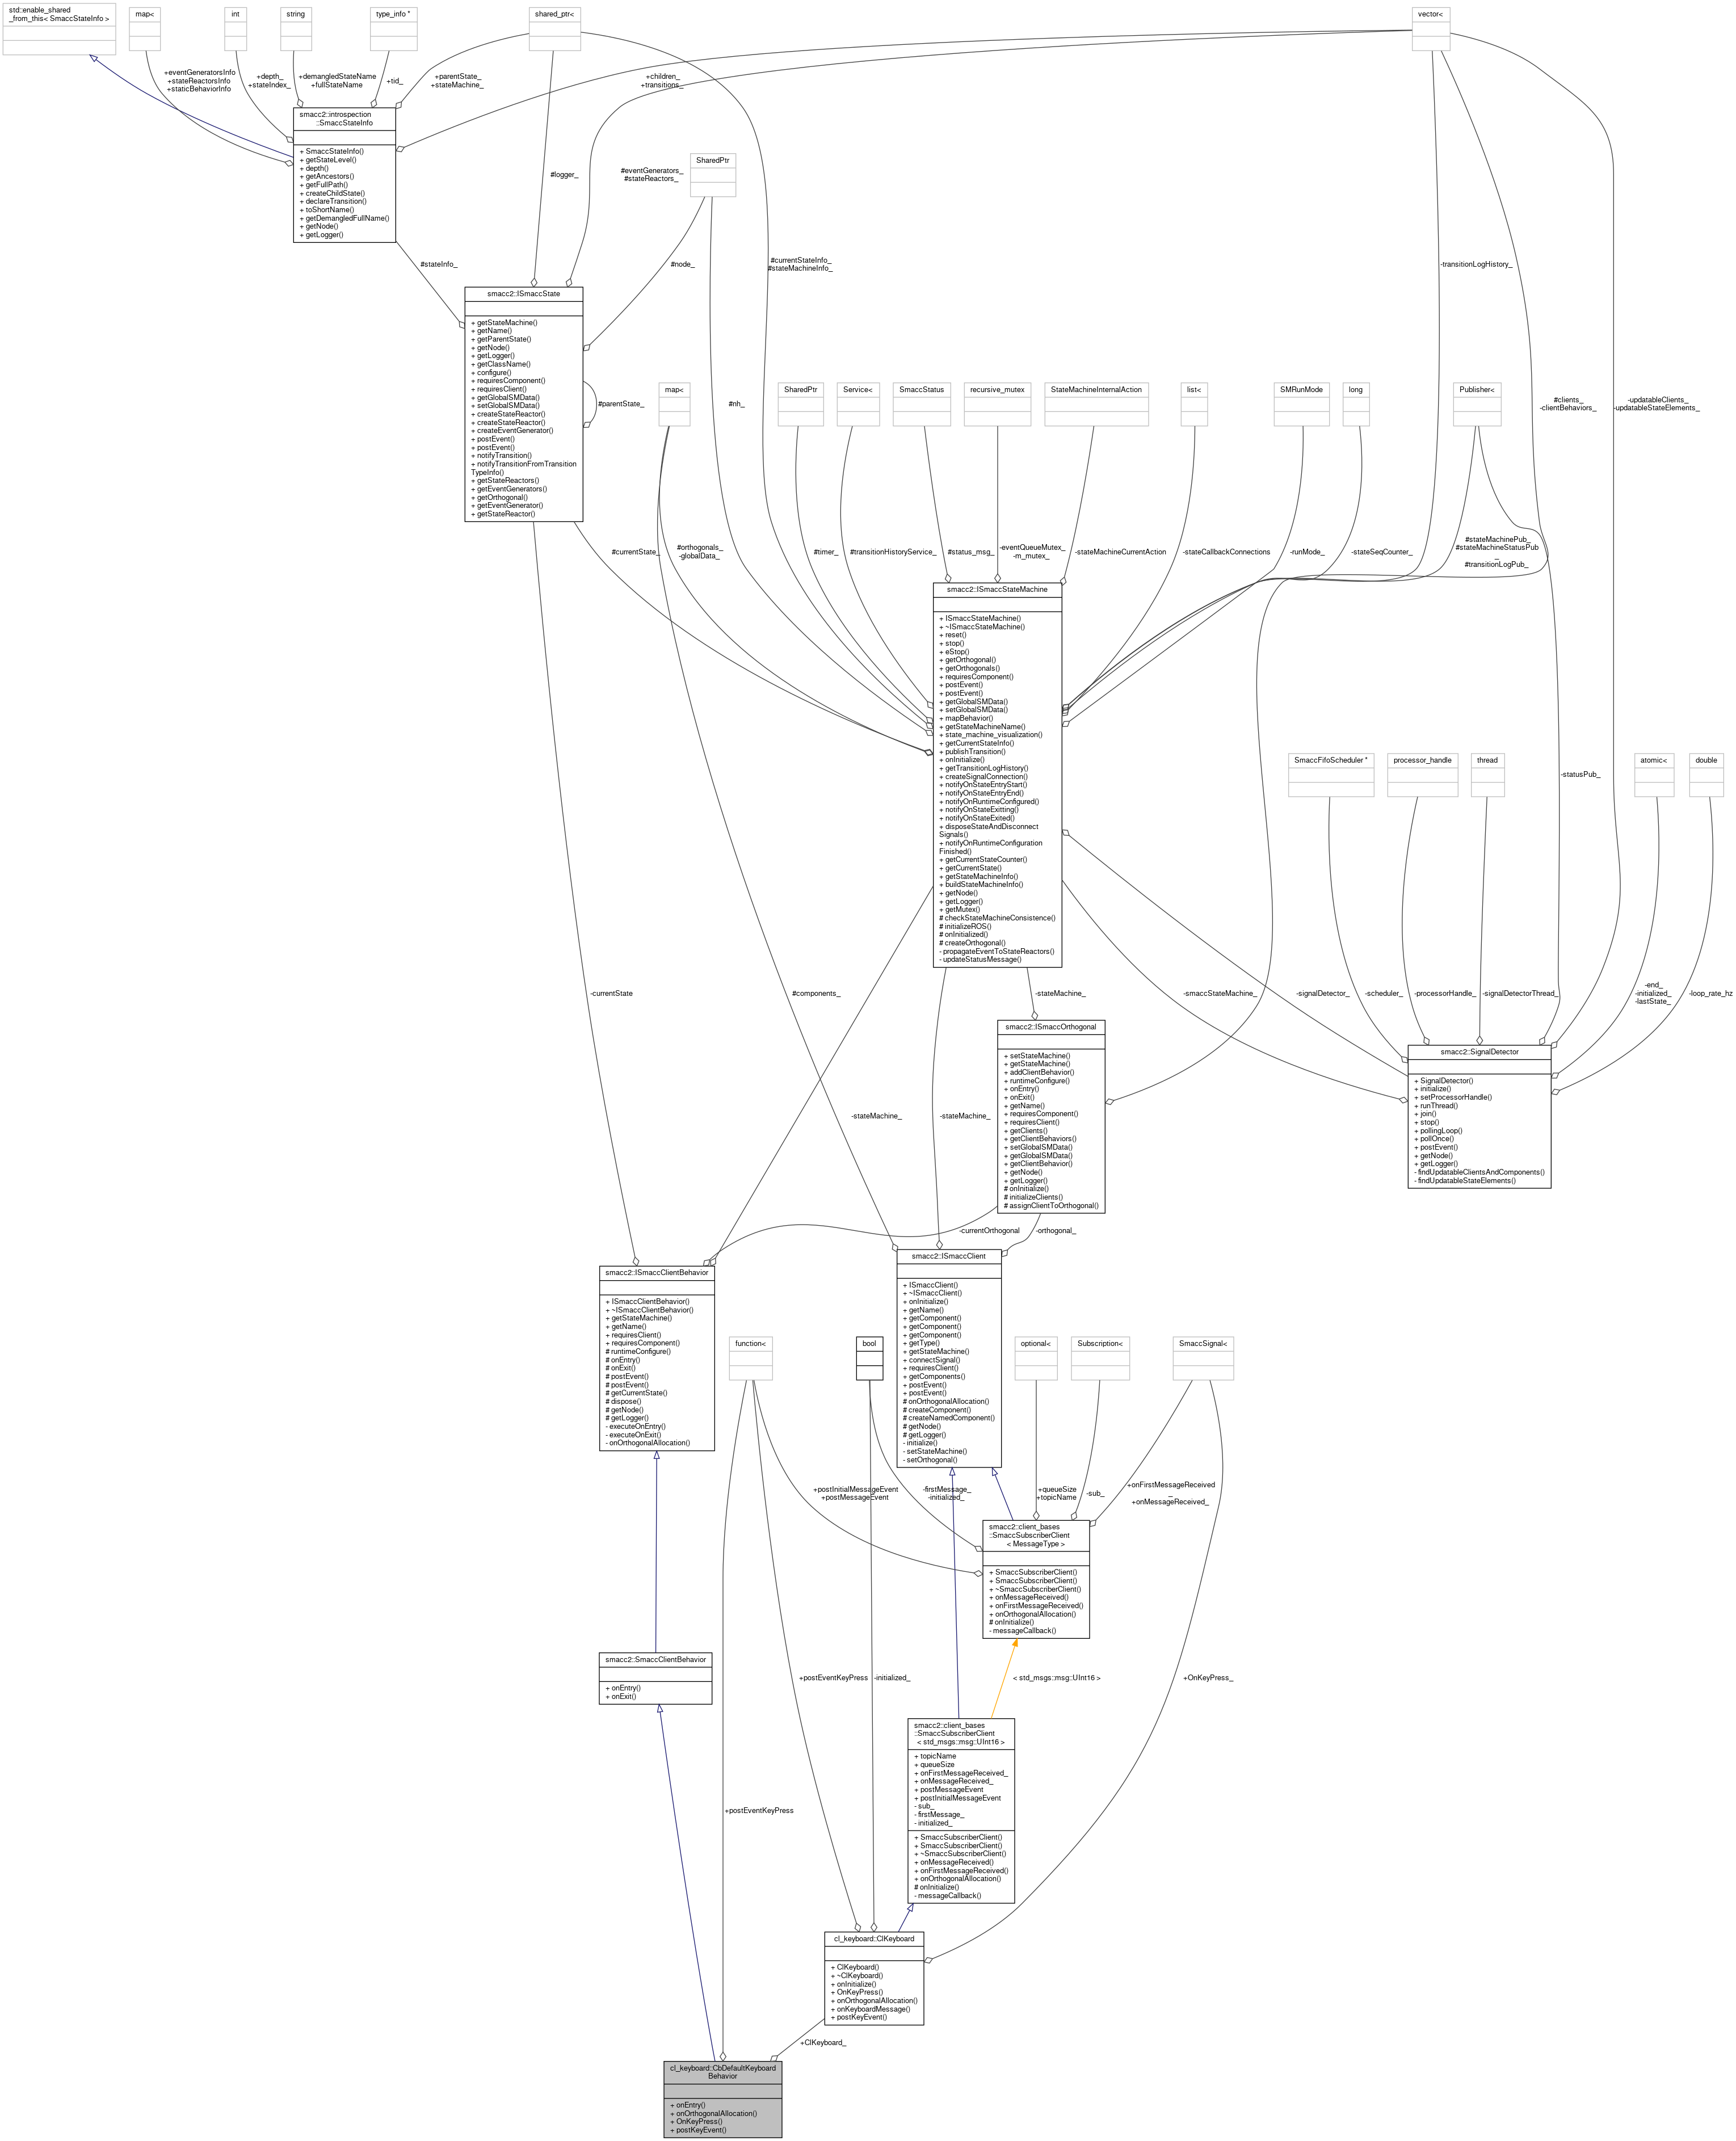 std::enable_shared
_from_this< SmaccStateInfo >
map<
int
string
type_info *
shared_ptr<
vector<
+eventGeneratorsInfo
+stateReactorsInfo
+staticBehaviorInfo
+depth_
+stateIndex_
+demangledStateName
+fullStateName
+tid_
+parentState_
+stateMachine_
+children_
+transitions_
smacc2::introspection
::SmaccStateInfo
+ SmaccStateInfo()
+ getStateLevel()
+ depth()
+ getAncestors()
+ getFullPath()
+ createChildState()
+ declareTransition()
+ toShortName()
+ getDemangledFullName()
+ getNode()
+ getLogger()
#logger_
#eventGenerators_
#stateReactors_
SharedPtr
#stateInfo_
#node_
#currentStateInfo_
#stateMachineInfo_
-transitionLogHistory_
smacc2::ISmaccState
+ getStateMachine()
+ getName()
+ getParentState()
+ getNode()
+ getLogger()
+ getClassName()
+ configure()
+ requiresComponent()
+ requiresClient()
+ getGlobalSMData()
+ setGlobalSMData()
+ createStateReactor()
+ createStateReactor()
+ createEventGenerator()
+ postEvent()
+ postEvent()
+ notifyTransition()
+ notifyTransitionFromTransition
TypeInfo()
+ getStateReactors()
+ getEventGenerators()
+ getOrthogonal()
+ getEventGenerator()
+ getStateReactor()
#parentState_
map<
#nh_
SharedPtr
Service<
SmaccStatus
recursive_mutex
StateMachineInternalAction
list<
SMRunMode
long
Publisher<
#clients_
-clientBehaviors_
-updatableClients_
-updatableStateElements_
#currentState_
#orthogonals_
-globalData_
#timer_
#transitionHistoryService_
#status_msg_
-eventQueueMutex_
-m_mutex_
-stateMachineCurrentAction
-stateCallbackConnections
-runMode_
-stateSeqCounter_
#stateMachinePub_
#stateMachineStatusPub
_
#transitionLogPub_
smacc2::ISmaccStateMachine
+ ISmaccStateMachine()
+ ~ISmaccStateMachine()
+ reset()
+ stop()
+ eStop()
+ getOrthogonal()
+ getOrthogonals()
+ requiresComponent()
+ postEvent()
+ postEvent()
+ getGlobalSMData()
+ setGlobalSMData()
+ mapBehavior()
+ getStateMachineName()
+ state_machine_visualization()
+ getCurrentStateInfo()
+ publishTransition()
+ onInitialize()
+ getTransitionLogHistory()
+ createSignalConnection()
+ notifyOnStateEntryStart()
+ notifyOnStateEntryEnd()
+ notifyOnRuntimeConfigured()
+ notifyOnStateExitting()
+ notifyOnStateExited()
+ disposeStateAndDisconnect
Signals()
+ notifyOnRuntimeConfiguration
Finished()
+ getCurrentStateCounter()
+ getCurrentState()
+ getStateMachineInfo()
+ buildStateMachineInfo()
+ getNode()
+ getLogger()
+ getMutex()
# checkStateMachineConsistence()
# initializeROS()
# onInitialized()
# createOrthogonal()
- propagateEventToStateReactors()
- updateStatusMessage()
SmaccFifoScheduler *
processor_handle
thread
-statusPub_
atomic<
double
-currentState
#components_
-stateMachine_
-smaccStateMachine_
-signalDetector_
-scheduler_
-processorHandle_
-signalDetectorThread_
-end_
-initialized_
-lastState_
-loop_rate_hz
smacc2::ISmaccOrthogonal
+ setStateMachine()
+ getStateMachine()
+ addClientBehavior()
+ runtimeConfigure()
+ onEntry()
+ onExit()
+ getName()
+ requiresComponent()
+ requiresClient()
+ getClients()
+ getClientBehaviors()
+ setGlobalSMData()
+ getGlobalSMData()
+ getClientBehavior()
+ getNode()
+ getLogger()
# onInitialize()
# initializeClients()
# assignClientToOrthogonal()
smacc2::SignalDetector
+ SignalDetector()
+ initialize()
+ setProcessorHandle()
+ runThread()
+ join()
+ stop()
+ pollingLoop()
+ pollOnce()
+ postEvent()
+ getNode()
+ getLogger()
- findUpdatableClientsAndComponents()
- findUpdatableStateElements()
-stateMachine_
-stateMachine_
-currentOrthogonal
-orthogonal_
smacc2::ISmaccClientBehavior
+ ISmaccClientBehavior()
+ ~ISmaccClientBehavior()
+ getStateMachine()
+ getName()
+ requiresClient()
+ requiresComponent()
# runtimeConfigure()
# onEntry()
# onExit()
# postEvent()
# postEvent()
# getCurrentState()
# dispose()
# getNode()
# getLogger()
- executeOnEntry()
- executeOnExit()
- onOrthogonalAllocation()
smacc2::ISmaccClient
+ ISmaccClient()
+ ~ISmaccClient()
+ onInitialize()
+ getName()
+ getComponent()
+ getComponent()
+ getComponent()
+ getType()
+ getStateMachine()
+ connectSignal()
+ requiresClient()
+ getComponents()
+ postEvent()
+ postEvent()
# onOrthogonalAllocation()
# createComponent()
# createNamedComponent()
# getNode()
# getLogger()
- initialize()
- setStateMachine()
- setOrthogonal()
function<
bool
optional<
Subscription<
SmaccSignal<
+postInitialMessageEvent
+postMessageEvent
-firstMessage_
-initialized_
+queueSize
+topicName
-sub_
+onFirstMessageReceived
_
+onMessageReceived_
smacc2::client_bases
::SmaccSubscriberClient
< MessageType >
+ SmaccSubscriberClient()
+ SmaccSubscriberClient()
+ ~SmaccSubscriberClient()
+ onMessageReceived()
+ onFirstMessageReceived()
+ onOrthogonalAllocation()
# onInitialize()
- messageCallback()
smacc2::SmaccClientBehavior
+ onEntry()
+ onExit()
+postEventKeyPress
-initialized_
< std_msgs::msg::UInt16 >
+OnKeyPress_
smacc2::client_bases
::SmaccSubscriberClient
< std_msgs::msg::UInt16 >
+ topicName
+ queueSize
+ onFirstMessageReceived_
+ onMessageReceived_
+ postMessageEvent
+ postInitialMessageEvent
- sub_
- firstMessage_
- initialized_
+ SmaccSubscriberClient()
+ SmaccSubscriberClient()
+ ~SmaccSubscriberClient()
+ onMessageReceived()
+ onFirstMessageReceived()
+ onOrthogonalAllocation()
# onInitialize()
- messageCallback()
+postEventKeyPress
cl_keyboard::ClKeyboard
+ ClKeyboard()
+ ~ClKeyboard()
+ onInitialize()
+ OnKeyPress()
+ onOrthogonalAllocation()
+ onKeyboardMessage()
+ postKeyEvent()
+ClKeyboard_
cl_keyboard::CbDefaultKeyboard
Behavior
+ onEntry()
+ onOrthogonalAllocation()
+ OnKeyPress()
+ postKeyEvent()